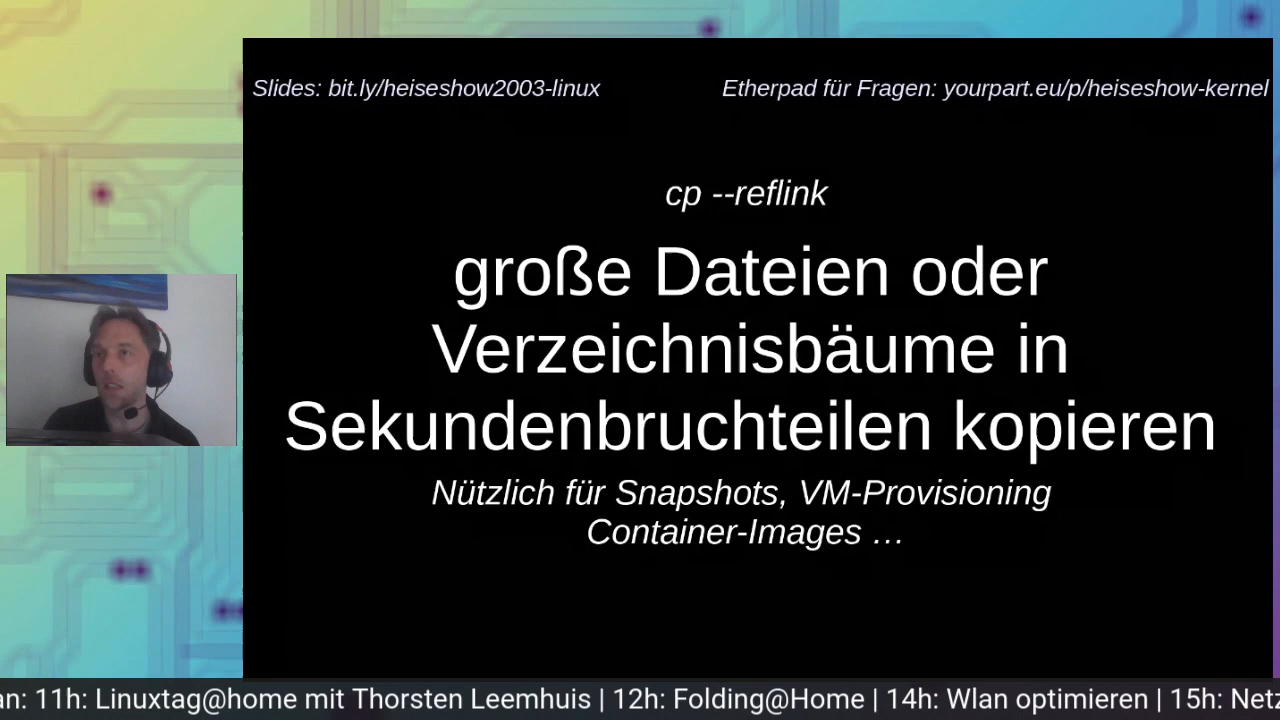 Slides: bit.ly/heiseshow2003-linux
Etherpad für Fragen: yourpart.eu/p/heiseshow-kernel
cp --reflink
große Dateien oder
Verzeichnisbäume in
Sekundenbruchteilen kopieren
Nützlich für Snapshots, VM-Provisioning
Container-Images …
an: 11h: Linuxtag@home mit Thorsten Leemhuis | 12h: Folding@Home | 14h: Wlan optimieren | 15h: Netz